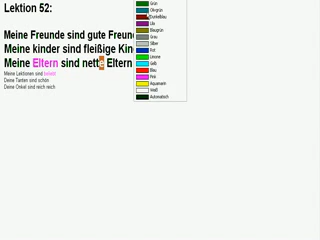 Lektion 52:
Meine Freunde sind gute Freun
Meine kinder sind fleißige Kin
Meine Eltern sind nette Eltern
Meine Lektionen sind beliebt
Deine Tanten sind schön
Deine Onkel sind reich reich
Grün
Olivgrün
Dunkelblau
Lila
Blaugrün
Grau
Silber
Rot
Limone
Gelb
Blau
Pink
Aquamarin
Weiß
Automatisch